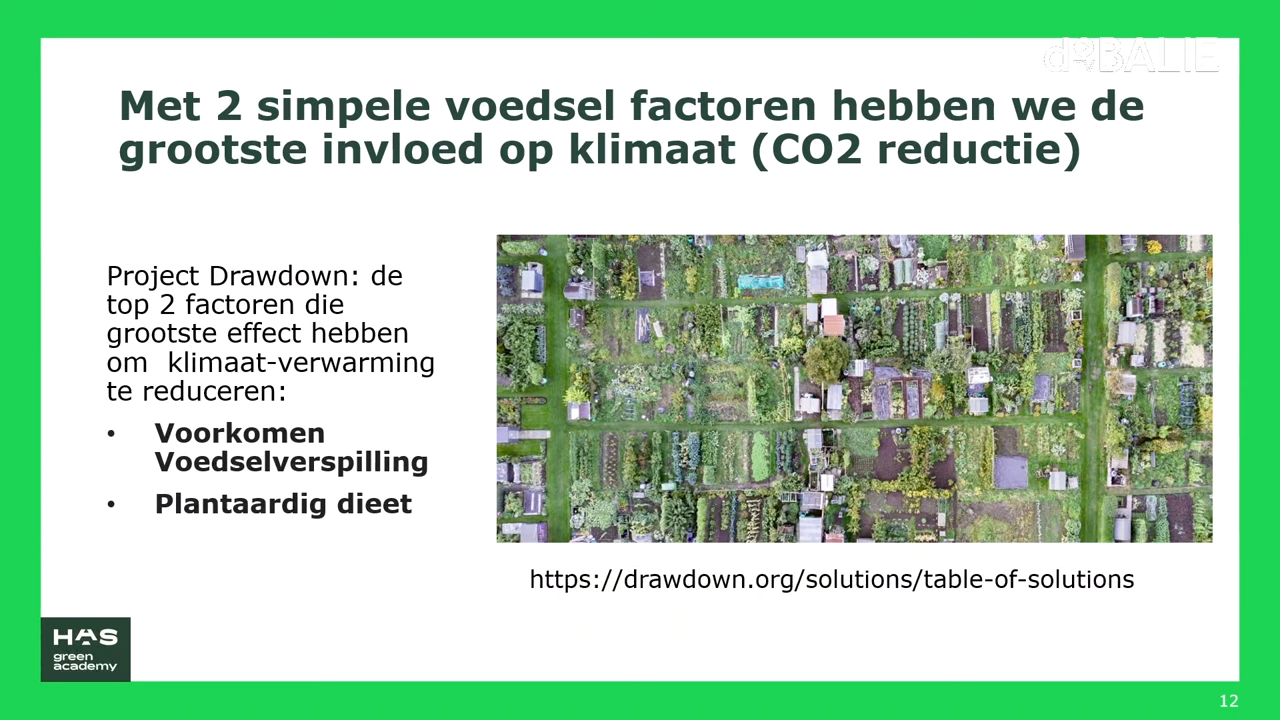 de BALIE
Met 2 simpele voedsel factoren hebben we de
grootste invloed op klimaat (CO2 reductie)
Project Drawdown: de
top 2 factoren die
grootste effect hebben
om  klimaat-verwarming
te reduceren:
• Voorkomen
Voedselverspilling
• Plantaardig dieet
https://drawdown.org/solutions/table-of-solutions
HAS
green
academy
12